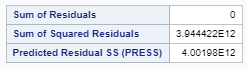 Sum of Residuals 0
Sum of Squared Residuals 3.944422E12
Predicted Residual SS (PRESS) 4.00198E12